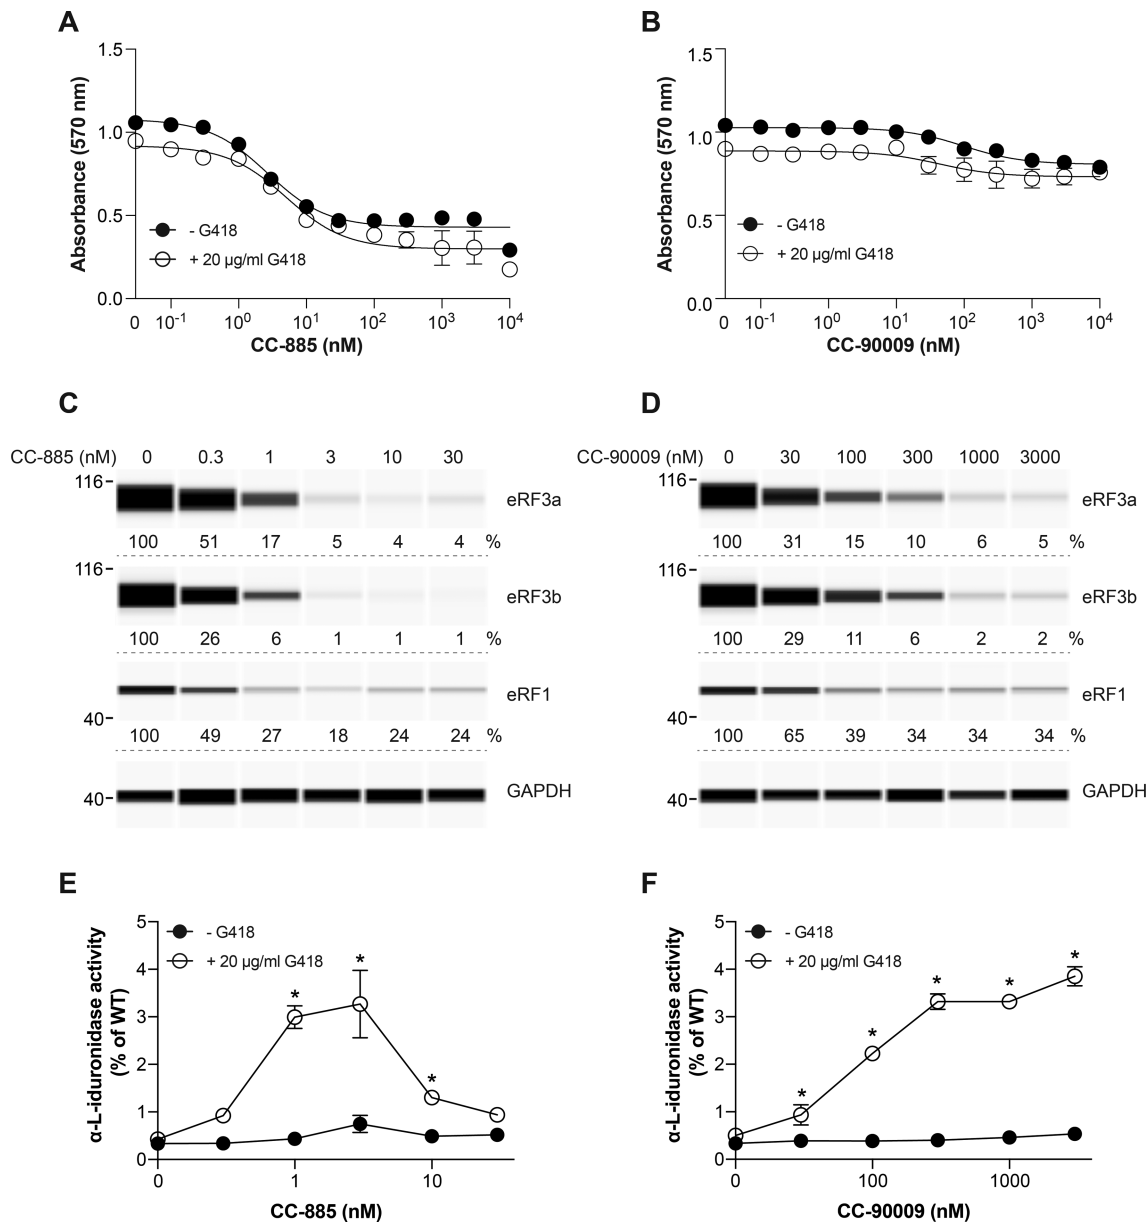 A
1.5
1.0
0.5
0.0
Absorbance (570 nm)
- G418
+ 20 µg/ml G418
0 10⁻¹ 10⁰ 10¹ 10² 10³ 10⁴
CC-885 (nM)
B
1.5
1.0
0.5
0.0
Absorbance (570 nm)
- G418
+ 20 µg/ml G418
0 10⁻¹ 10⁰ 10¹ 10² 10³ 10⁴
CC-90009 (nM)
C
CC-885 (nM) 0 0.3 1 3 10 30
116
eRF3a
100 51 17 5 4 4 %
116
eRF3b
100 26 6 1 1 1 %
eRF1
40
100 49 27 18 24 24 %
40
GAPDH
D
CC-90009 (nM) 0 30 100 300 1000 3000
116
eRF3a
100 31 15 10 6 5 %
116
eRF3b
100 29 11 6 2 2 %
eRF1
40
100 65 39 34 34 34 %
40
GAPDH
E
5
4
3
2
1
0
α-L-iduronidase activity
(% of WT)
- G418
+ 20 µg/ml G418
* * *
0 1 10
CC-885 (nM)
F
5
4
3
2
1
0
α-L-iduronidase activity
(% of WT)
- G418
+ 20 µg/ml G418
* * * * *
0 100 1000
CC-90009 (nM)